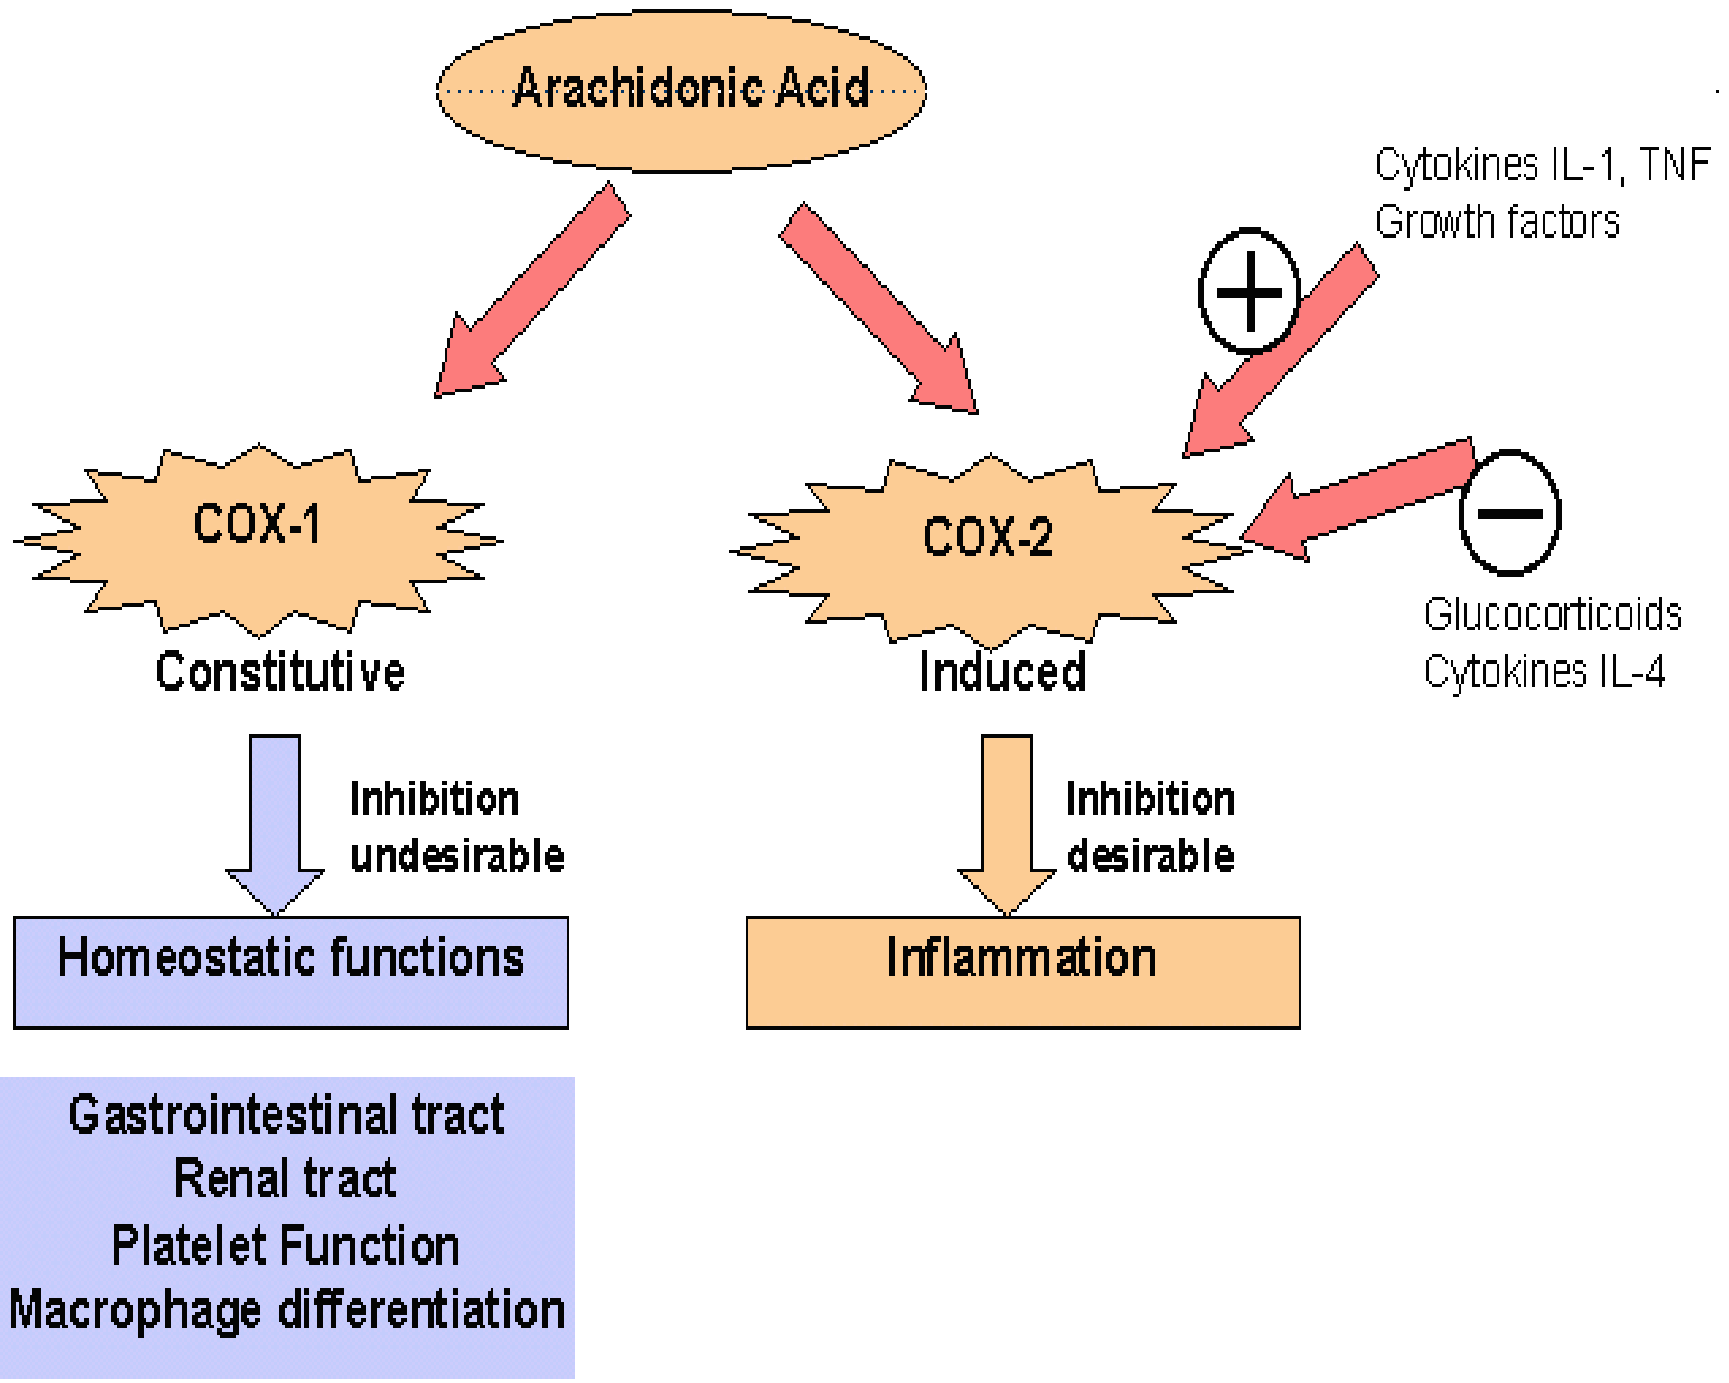 Arachidonic Acid
Cytokines IL-1, TNF
Growth factors
+
COX-1
COX-2
−
Constitutive
Induced
Glucocorticoids
Cytokines IL-4
Inhibition
undesirable
Inhibition
desirable
Homeostatic functions
Inflammation
Gastrointestinal tract
Renal tract
Platelet Function
Macrophage differentiation